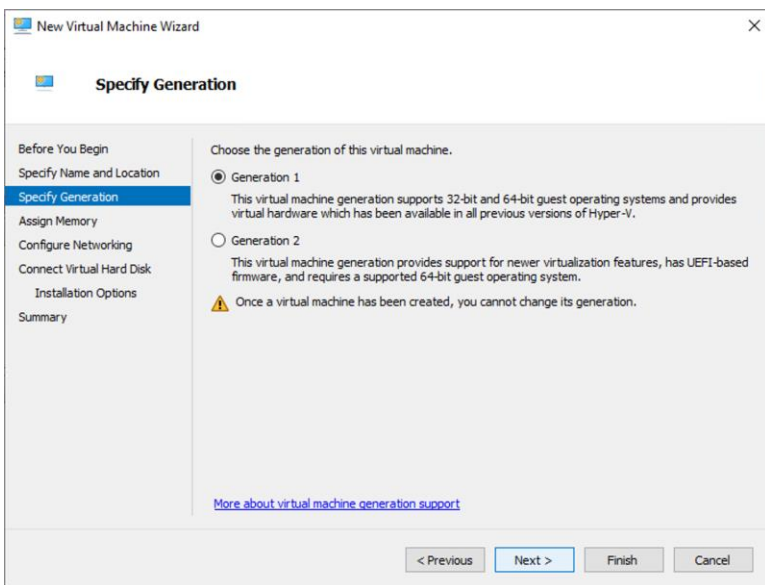 New Virtual Machine Wizard
Specify Generation
Before You Begin
Specify Name and Location
Specify Generation
Assign Memory
Configure Networking
Connect Virtual Hard Disk
Installation Options
Summary
Choose the generation of this virtual machine.
Generation 1
This virtual machine generation supports 32-bit and 64-bit guest operating systems and provides
virtual hardware which has been available in all previous versions of Hyper-V.
Generation 2
This virtual machine generation provides support for newer virtualization features, has UEFI-based
firmware, and requires a supported 64-bit guest operating system.
Once a virtual machine has been created, you cannot change its generation.
More about virtual machine generation support
< Previous
Next >
Finish
Cancel